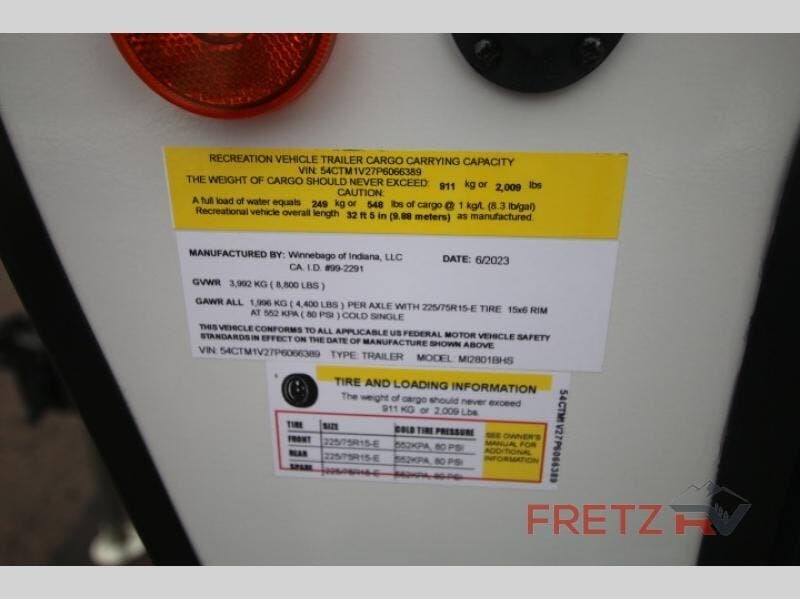 RECREATION VEHICLE TRAILER CARGO CARRYING CAPACITY
VIN: 54CTM1V27P6066389
THE WEIGHT OF CARGO SHOULD NEVER EXCEED: 911 kg or 2,009 lbs
CAUTION:
A full load of water equals 249 kg or 548 lbs of cargo @ 1 kg/L (8.3 lb/gal)
Recreational vehicle overall length 32 ft 5 in (9.88 meters) as manufactured.
MANUFACTURED BY: Winnebago of Indiana, LLC DATE: 6/2023
CA. I.D. #99-2291
GVWR 3,992 KG ( 8,800 LBS )
GAWR ALL 1,996 KG ( 4,400 LBS ) PER AXLE WITH 225/75R15-E TIRE 15x6 RIM
AT 552 KPA ( 80 PSI ) COLD SINGLE
THIS VEHICLE CONFORMS TO ALL APPLICABLE US FEDERAL MOTOR VEHICLE SAFETY
STANDARDS IN EFFECT ON THE DATE OF MANUFACTURE SHOWN ABOVE.
VIN: 54CTM1V27P6066389 TYPE: TRAILER MODEL: MI2801BHS
TIRE AND LOADING INFORMATION
The weight of cargo should never exceed
911 KG or 2,009 Lbs.
TIRE SIZE COLD TIRE PRESSURE
FRONT 225/75R15-E 552KPA, 80 PSI
REAR 225/75R15-E 552KPA, 80 PSI
SPARE 225/75R15-E 552KPA, 80 PSI
SEE OWNER'S
MANUAL FOR
ADDITIONAL
INFORMATION
54CTM1V27P6066389
FRETZ RV